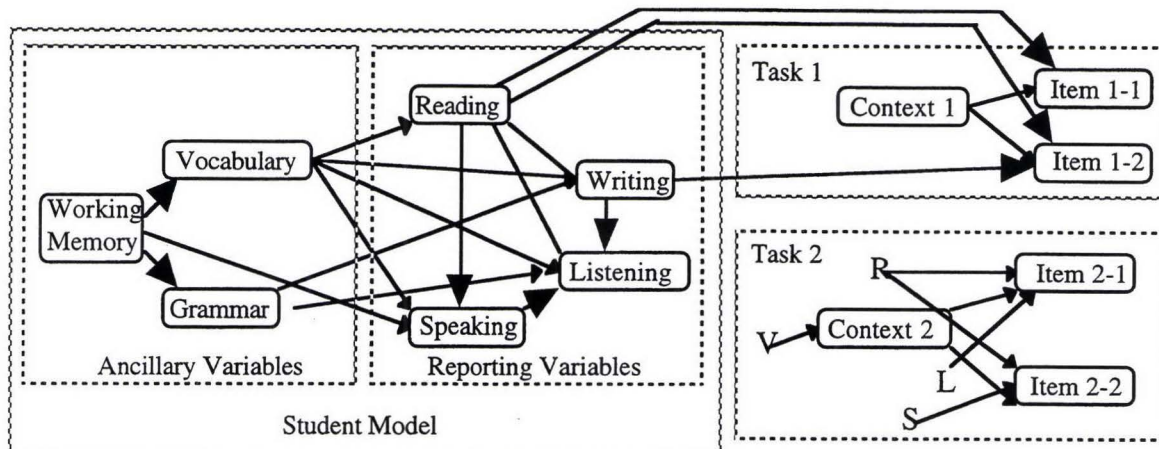 Reading
Vocabulary
Writing
Working
Memory
Listening
Grammar
Speaking
Ancillary Variables
Reporting Variables
Student Model
Task 1
Context 1
Item 1-1
Item 1-2
Task 2
R
Item 2-1
V
Context 2
L
Item 2-2
S